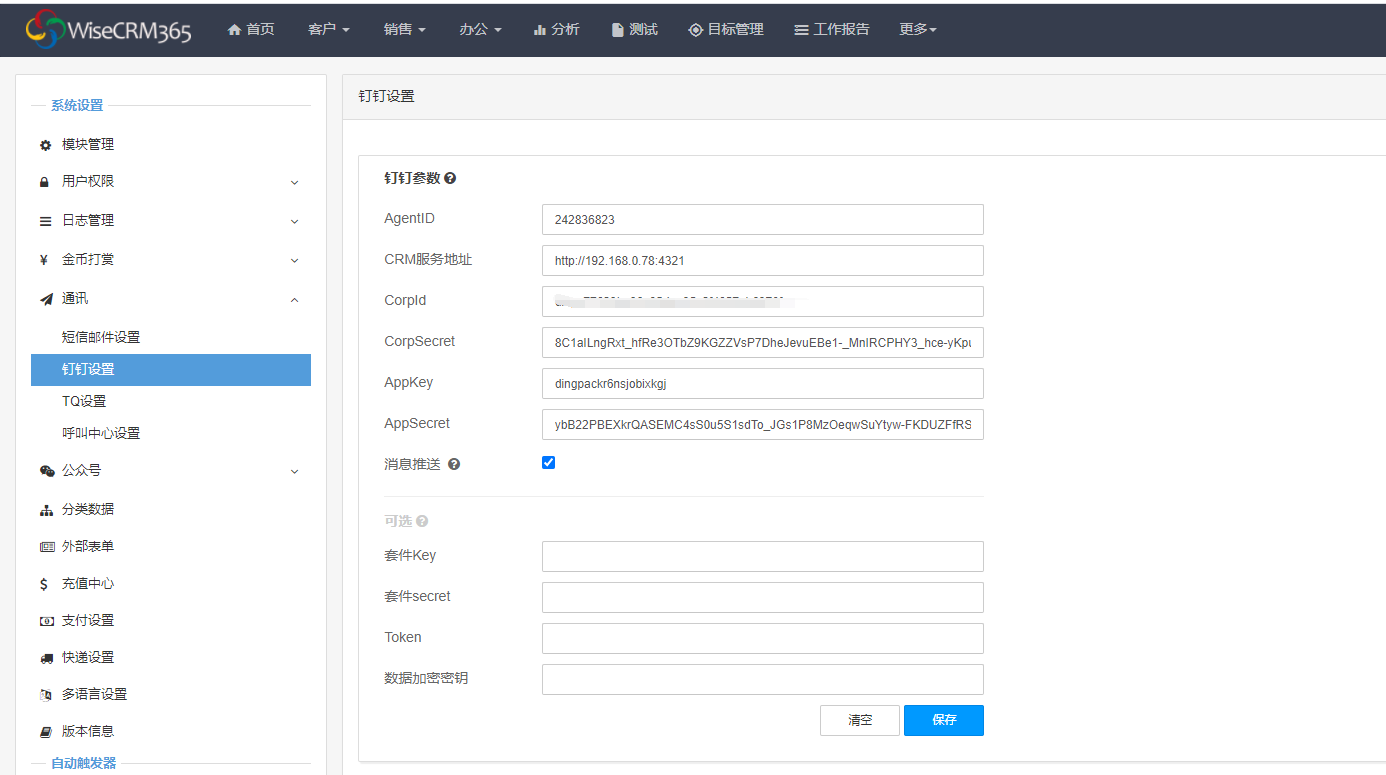 WiseCRM365 首页 客户 销售 办公 分析 测试 目标管理 工作报告 更多
系统设置
模块管理
用户权限
日志管理
金币打赏
通讯
短信邮件设置
钉钉设置
TQ设置
呼叫中心设置
公众号
分类数据
外部表单
充值中心
支付设置
快递设置
多语言设置
版本信息
自动触发器
钉钉设置
钉钉参数
AgentID 242836823
CRM服务地址 http://192.168.0.78:4321
CorpId
CorpSecret 8C1alLngRxt_hfRe3OTbZ9KGZZVsP7DheJevuEBe1-_MnIRCPHY3_hce-yKpu
AppKey dingpackr6nsjobixkgj
AppSecret ybB22PBEXkrQASEMC4sS0u5S1sdTo_JGs1P8MzOeqwSuYtyw-FKDUZFfRS
消息推送
可选
套件Key
套件secret
Token
数据加密密钥
清空 保存